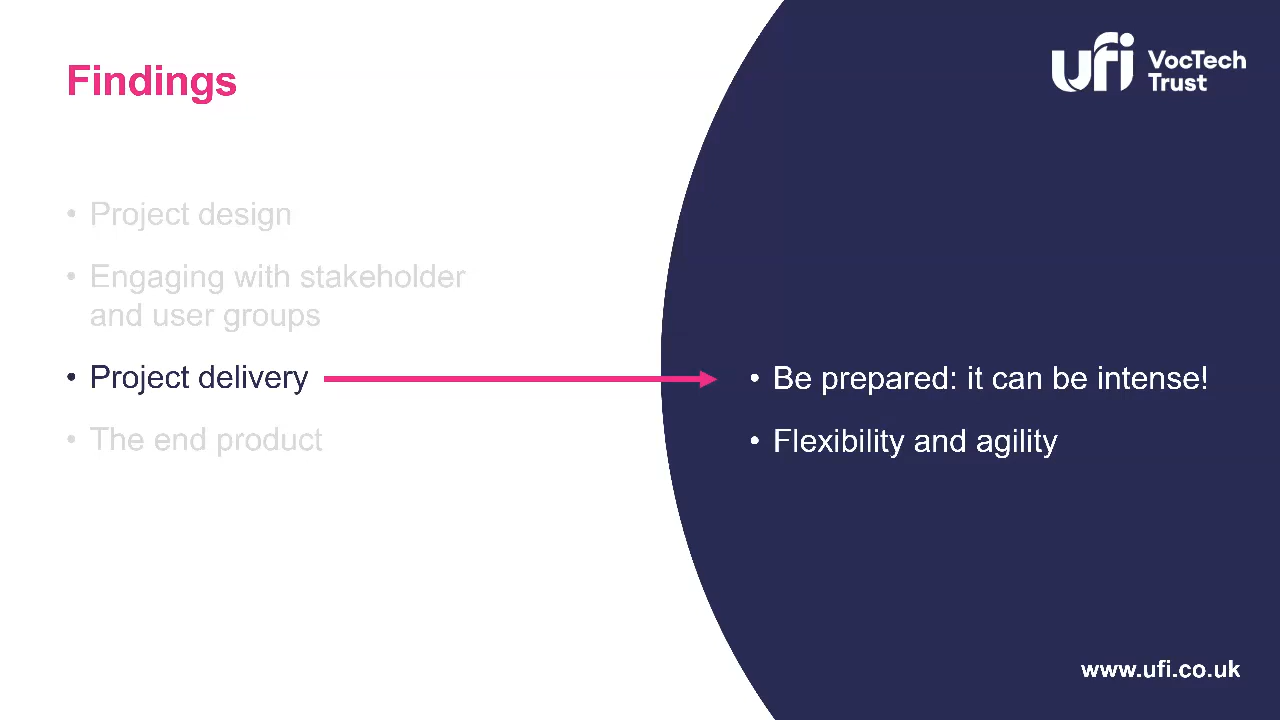 Findings
ufi VocTech
Trust
• Project design
• Engaging with stakeholder
and user groups
• Project delivery
• The end product
• Be prepared: it can be intense!
• Flexibility and agility
www.ufi.co.uk